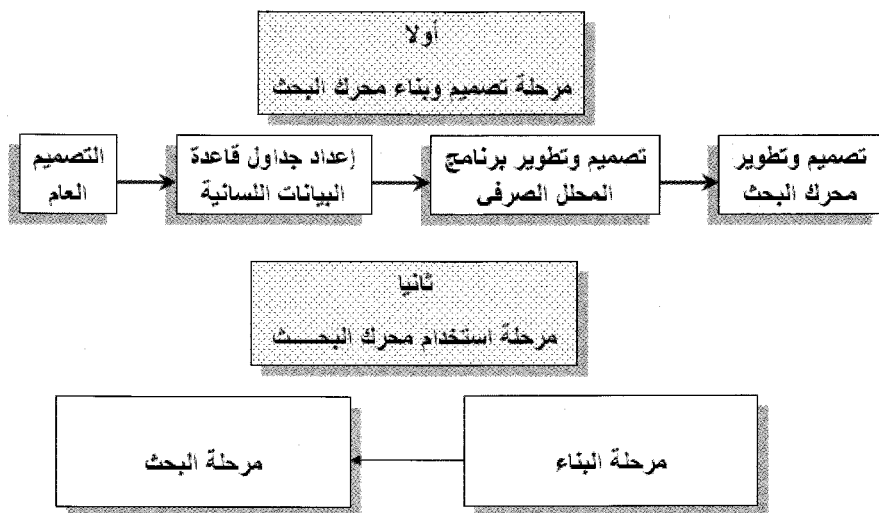 أولا
مرحلة تصميم وبناء محرك البحث
التصميم
العام
إعداد جداول قاعدة
البيانات اللسانية
تصميم وتطوير برنامج
المحلل الصرفى
تصميم وتطوير
محرك البحث
ثانيا
مرحلة استخدام محرك البحـــث
مرحلة البناء
مرحلة البحث